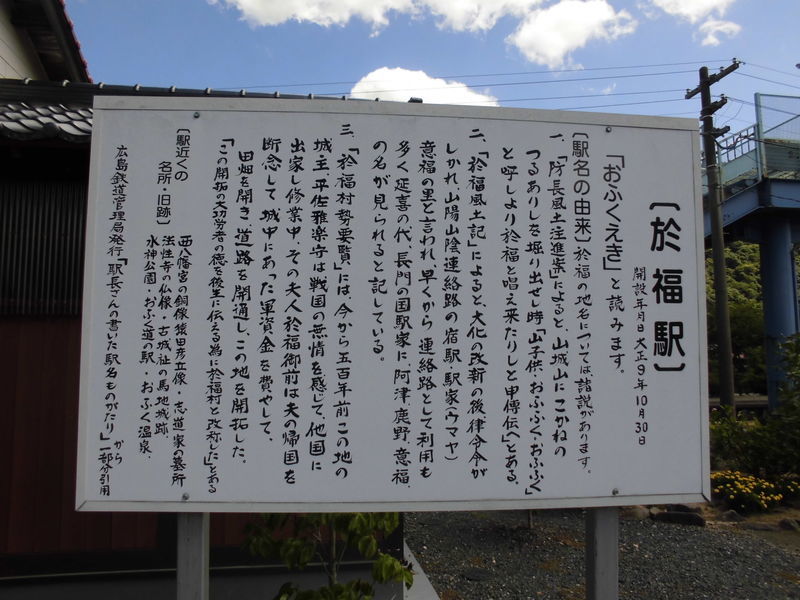 〔於福駅〕
開設年月日 大正9年10月30日
「おふくえき」と読みます。
〔駅名の由来〕於福の地名については諸説があります。
一、「防長風土注進案」によると、山城山にこかねの
つるありしを堀り出せし時「山子供・おふふく・おふふく」
と呼しより於福と唱え来たりしと申傳へ」とある。
二、「於福風土記」によると、大化の改新の後律令令が
しかれ、山陽山陰連絡路の宿駅、駅家(ウマヤ)
意福の里と言われ、早くから連絡路として利用も
多く延喜の代、長門の国駅家に阿津、鹿野、意福、
の名が見られると記している。
三、「於福村勢要覧」には、今から五百年前この地の
城主、平佐雅楽守は戦国の無情を感じて、他国に
出家し修業中、その夫人於福御前は夫の帰国を
断念して城中にあった軍資金を費やして、
田畑を開き道路を開通し、この地を開拓した。
「この開拓の大功労者の徳を後世に伝える為に於福村と改称した」とある
〔駅近くの
名所・旧跡〕
西八幡宮の銅像猿田彦立像・志道家の墓所
法性寺の仏像・古城址の馬地城跡
水神公園・おふく道の駅・おふく温泉、
広島鉄道管理局発行「駅長さんの書いた駅名ものがたり」から
一部分引用